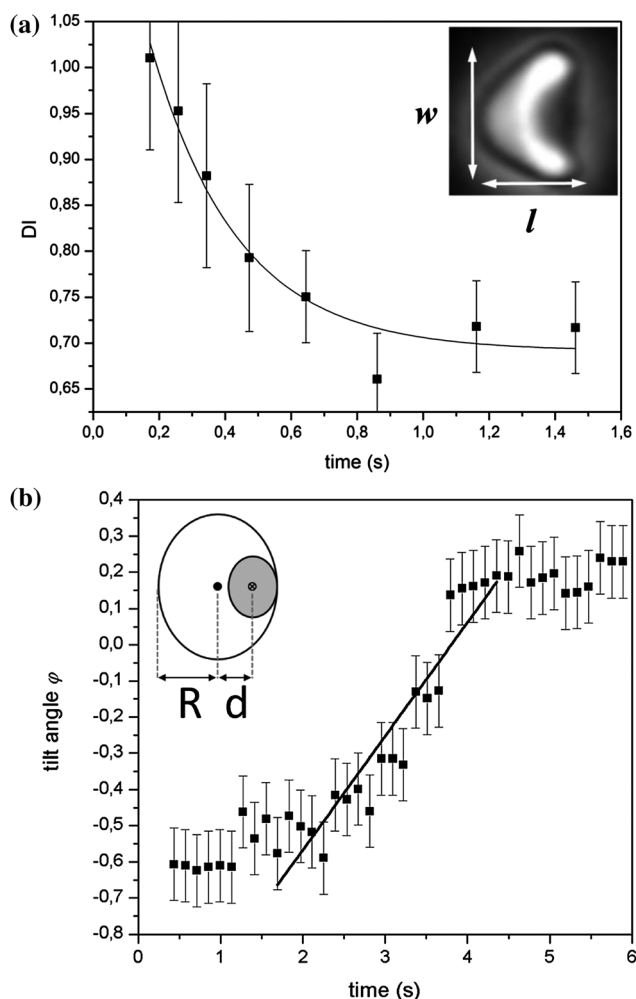 (a)
1,05
1,00
0,95
0,90
0,85
0,80
0,75
0,70
0,65
DI
w
l
0,0 0,2 0,4 0,6 0,8 1,0 1,2 1,4 1,6
time (s)
(b)
0,4
0,3
0,2
0,1
0,0
-0,1
-0,2
-0,3
-0,4
-0,5
-0,6
-0,7
-0,8
tilt angle φ
R d
0 1 2 3 4 5 6
time (s)